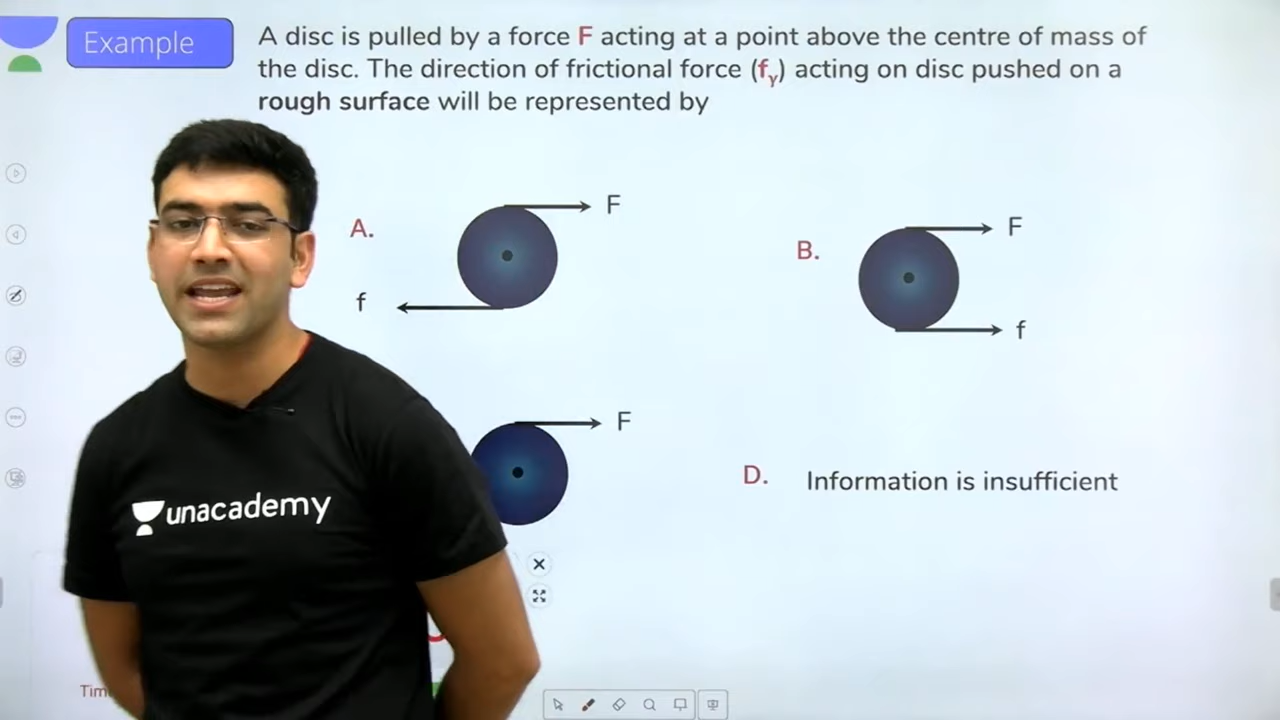 Example
A disc is pulled by a force F acting at a point above the centre of mass of
the disc. The direction of frictional force (fγ) acting on disc pushed on a
rough surface will be represented by
A.
F
f
B.
F
f
F
D. Information is insufficient
unacademy